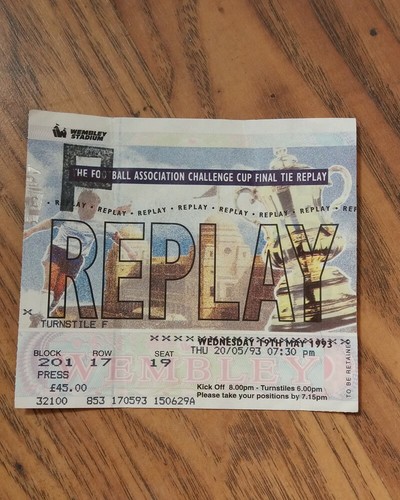 WEMBLEY
STADIUM
F
THE FOOTBALL ASSOCIATION CHALLENGE CUP FINAL TIE REPLAY
REPLAY • REPLAY • REPLAY • REPLAY • REPLAY • REPLAY • REPLAY • REP
REPLAY
TURNSTILE F
WEDNESDAY 19TH MAY 1993
THU 20/05/93 07:30 pm
BLOCK ROW SEAT
201 17 19
PRESS
WEMBLEY
£45.00
Kick Off 8.00pm - Turnstiles 6.00pm
Please take your positions by 7.15pm
32100 853 170593 150629A
TO BE RETAINED